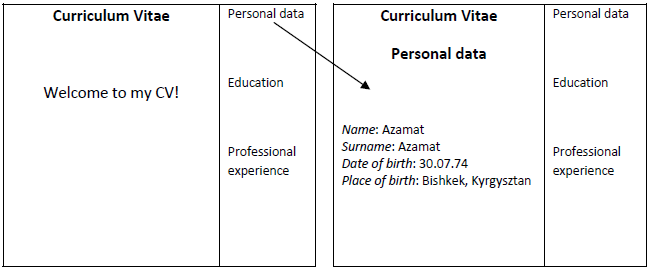 Curriculum Vitae
Welcome to my CV!
Personal data
Education
Professional
experience
Curriculum Vitae
Personal data
Name: Azamat
Surname: Azamat
Date of birth: 30.07.74
Place of birth: Bishkek, Kyrgysztan
Personal data
Education
Professional
experience